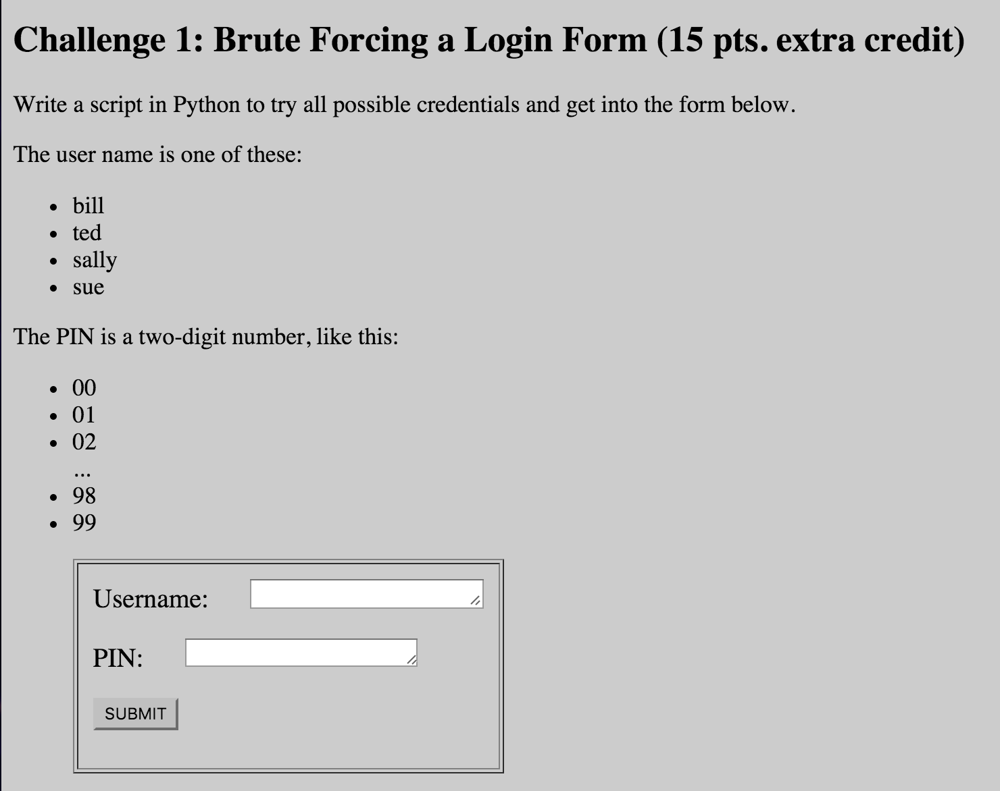 Challenge 1: Brute Forcing a Login Form (15 pts. extra credit)
Write a script in Python to try all possible credentials and get into the form below.
The user name is one of these:
• bill
• ted
• sally
• sue
The PIN is a two-digit number, like this:
• 00
• 01
• 02
...
• 98
• 99
Username:
PIN:
SUBMIT